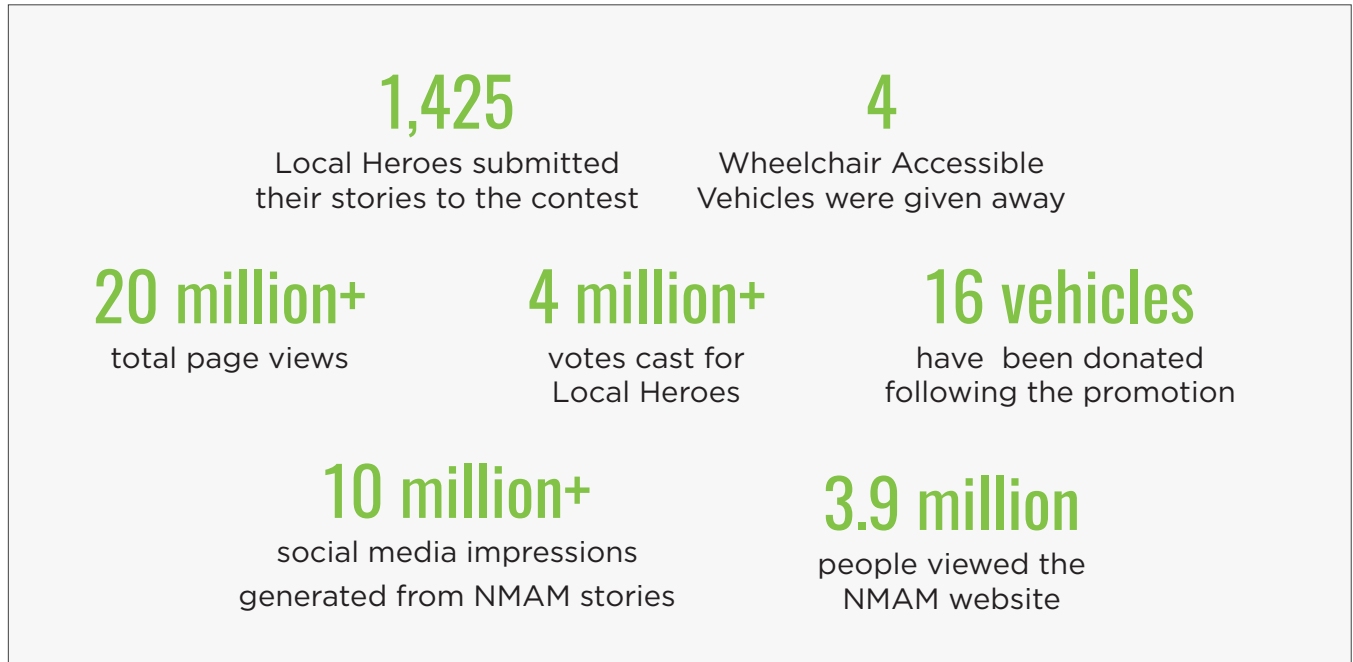 1,425
Local Heroes submitted
their stories to the contest
4
Wheelchair Accessible
Vehicles were given away
20 million+
total page views
4 million+
votes cast for
Local Heroes
16 vehicles
have  been donated
following the promotion
10 million+
social media impressions
generated from NMAM stories
3.9 million
people viewed the
NMAM website